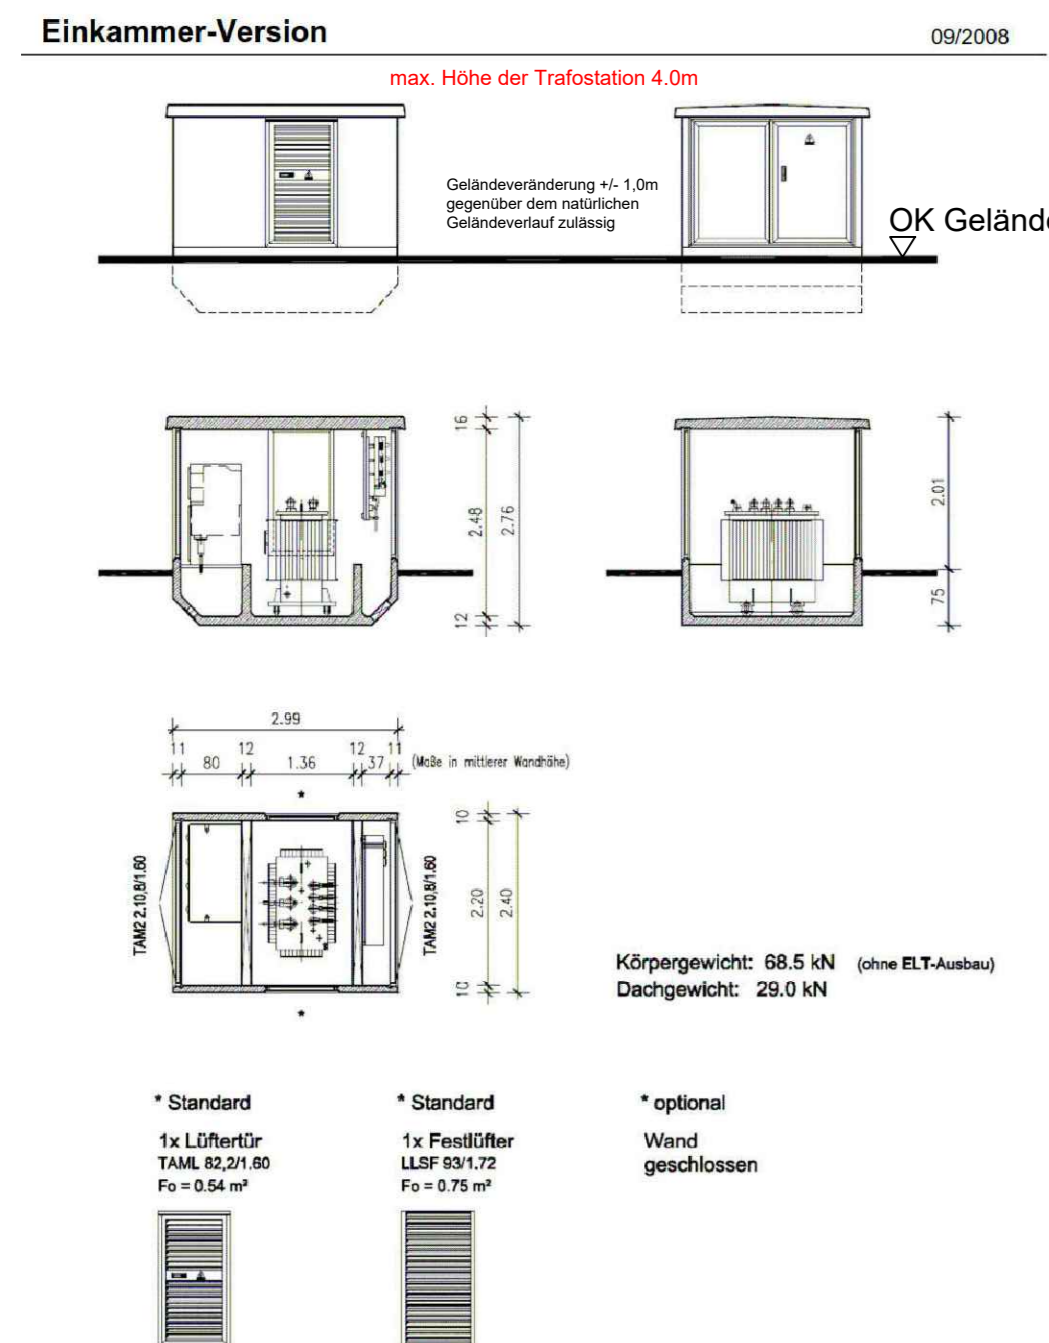 Einkammer-Version
09/2008
max. Höhe der Trafostation 4.0m
Geländeveränderung +/- 1,0m
gegenüber dem natürlichen
Geländeverlauf zulässig
OK Gelände
16
2.48
2.76
12
2.01
75
2.99
11
80
12
1.36
12
37
11
(Maße in mittlerer Wandhöhe)
*
TAM2 2.10,8/1.60
TAM2 2.10,8/1.60
10
2.20
2.40
10
*
Körpergewicht: 68.5 kN (ohne ELT-Ausbau)
Dachgewicht: 29.0 kN
* Standard
1x Lüftertür
TAML 82,2/1.60
Fo = 0.54 m²
* Standard
1x Festlüfter
LLSF 93/1.72
Fo = 0.75 m²
* optional
Wand
geschlossen